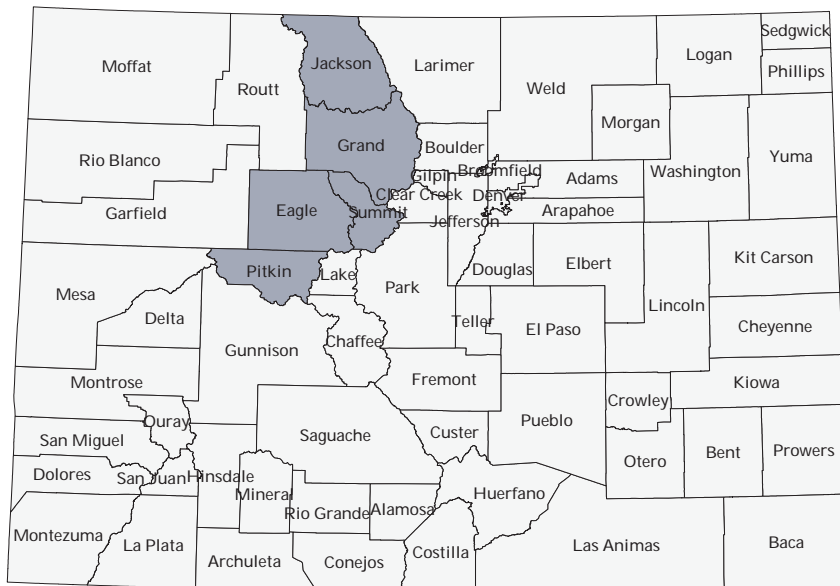 Sedgwick
Logan
Moffat
Jackson
Larimer
Phillips
Routt
Weld
Morgan
Grand
Boulder
Yuma
Rio Blanco
Washington
Gilpin
Broomfield
Adams
Clear Creek
Denver
Garfield
Eagle
Summit
Arapahoe
Jefferson
Kit Carson
Pitkin
Lake
Douglas
Elbert
Park
Mesa
Lincoln
Delta
Teller
El Paso
Cheyenne
Gunnison
Chaffee
Montrose
Fremont
Kiowa
Crowley
Ouray
Pueblo
San Miguel
Saguache
Custer
Bent
Prowers
Otero
Dolores
San Juan
Hinsdale
Mineral
Huerfano
Rio Grande
Alamosa
Montezuma
La Plata
Las Animas
Baca
Archuleta
Conejos
Costilla